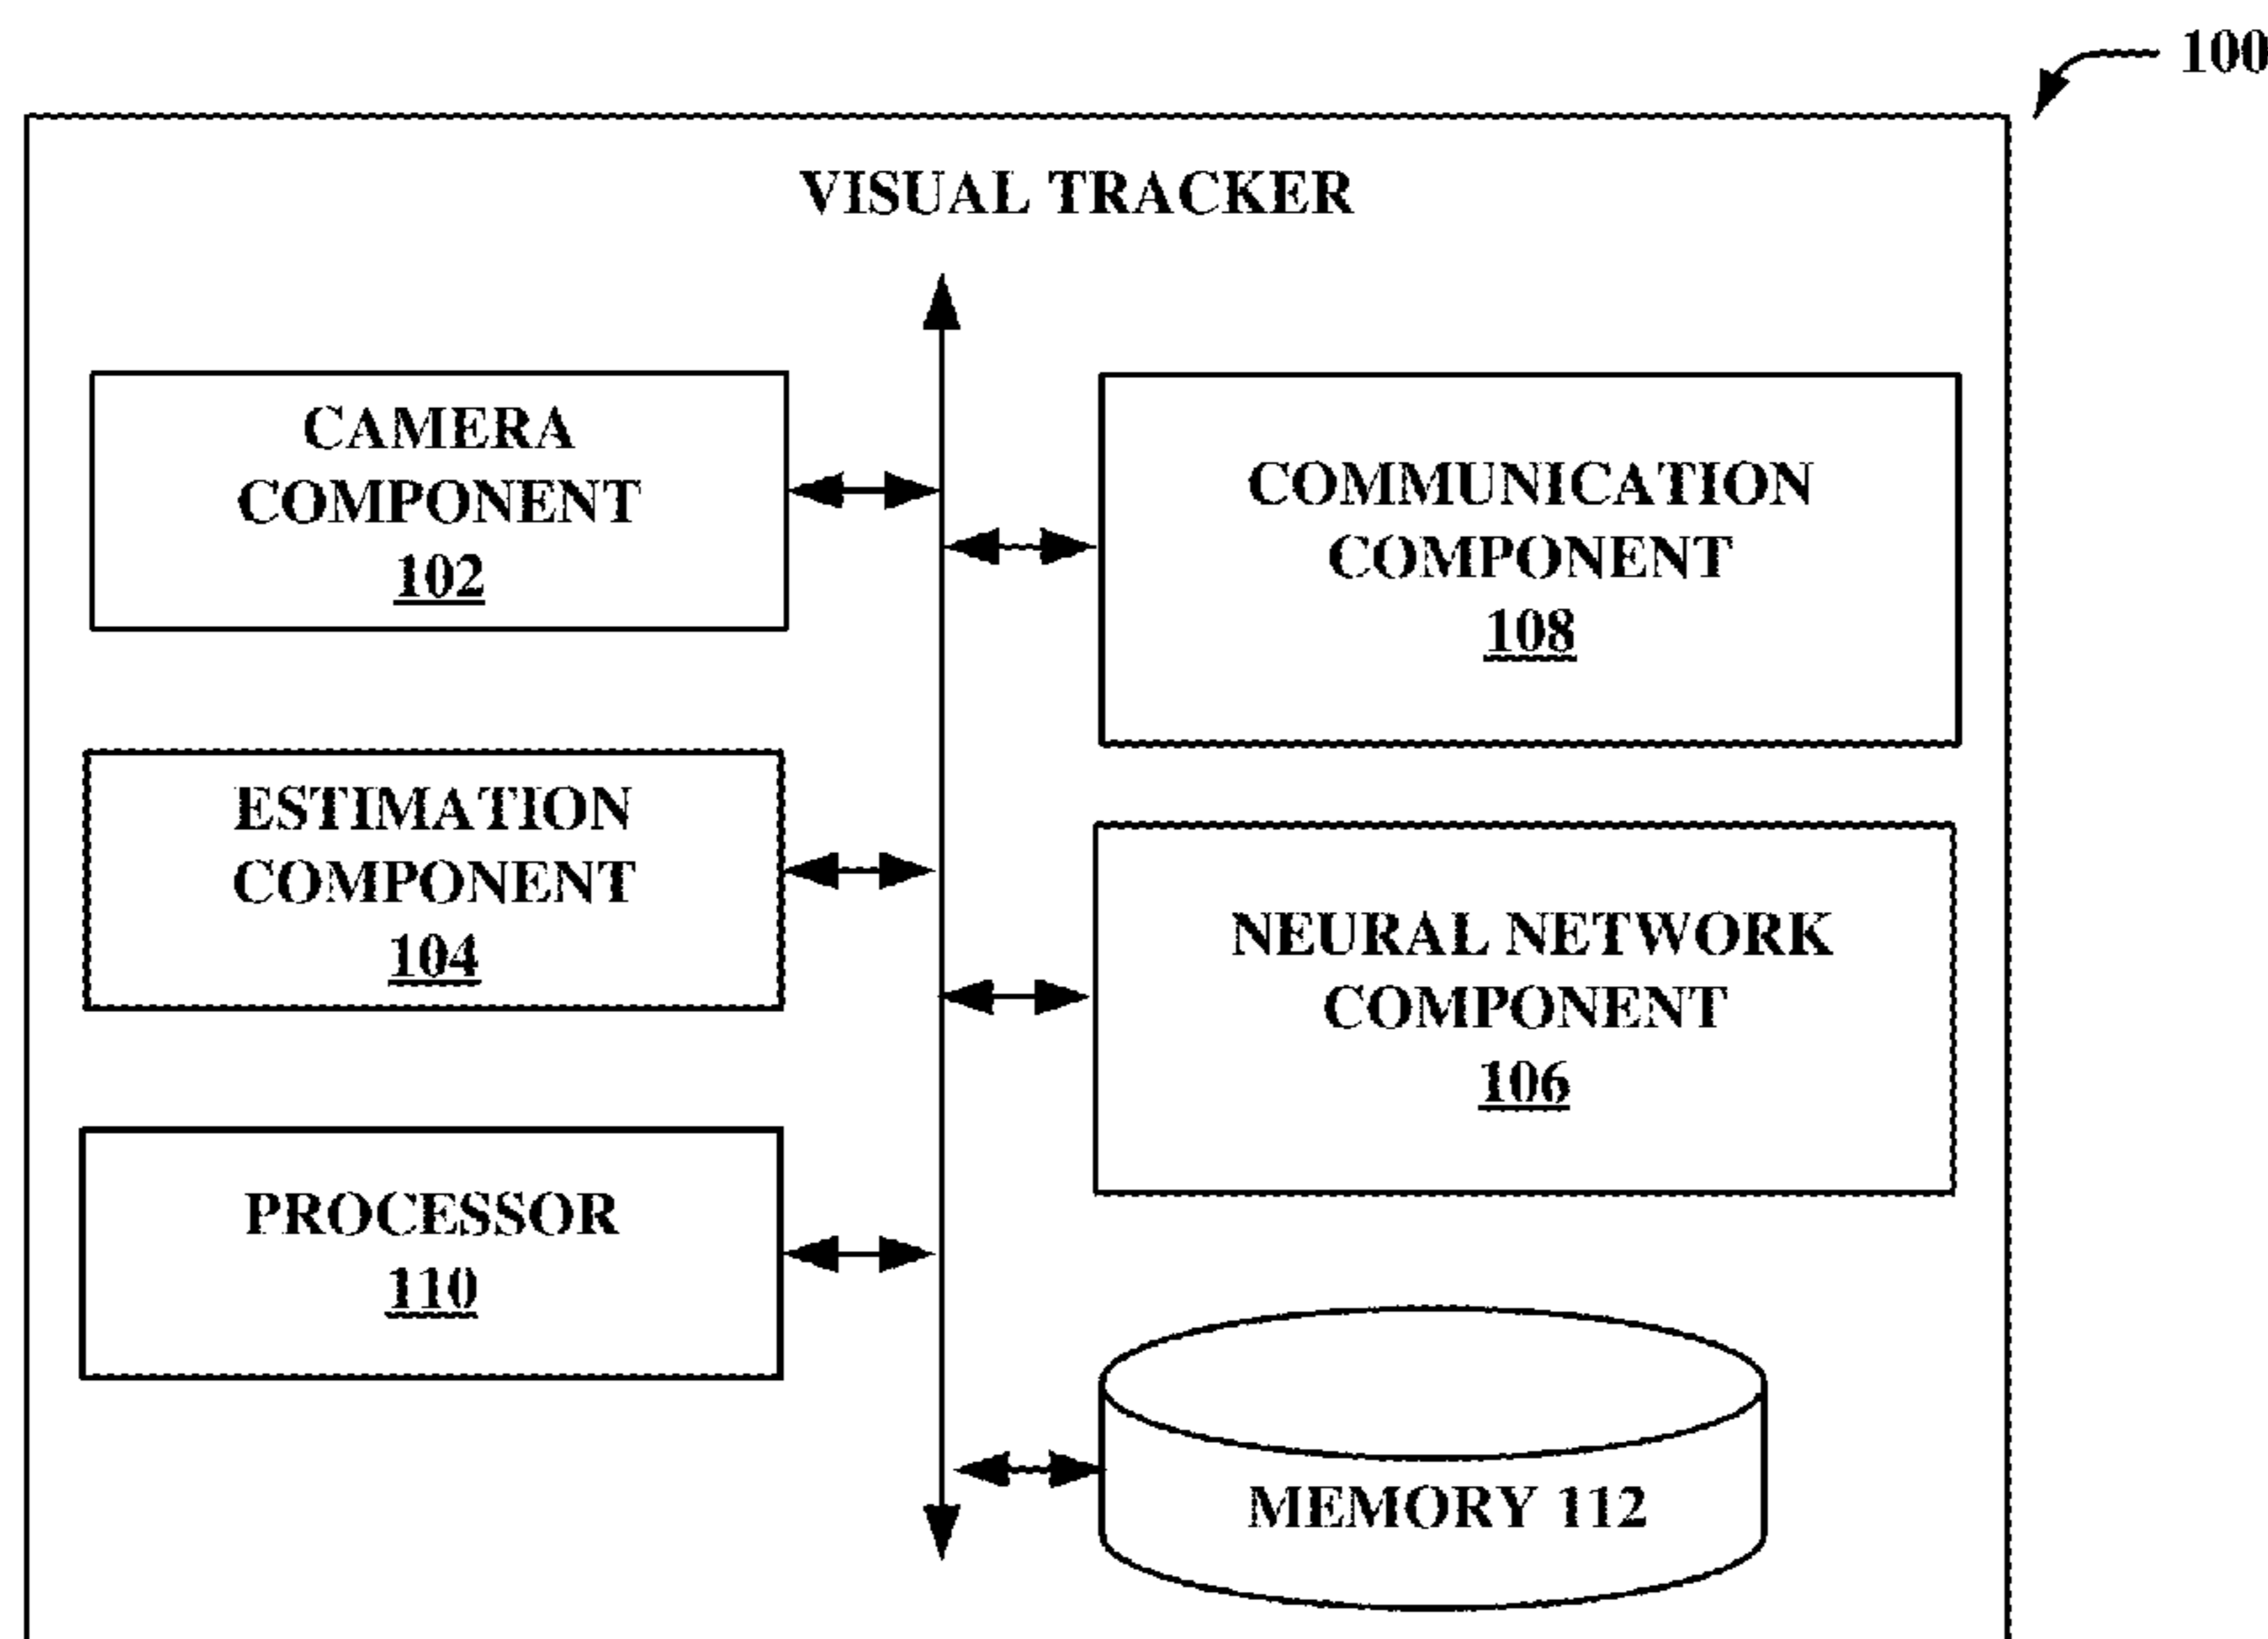 100
VISUAL TRACKER
CAMERA
COMPONENT
102
COMMUNICATION
COMPONENT
108
ESTIMATION
COMPONENT
104
NEURAL NETWORK
COMPONENT
106
PROCESSOR
110
MEMORY 112